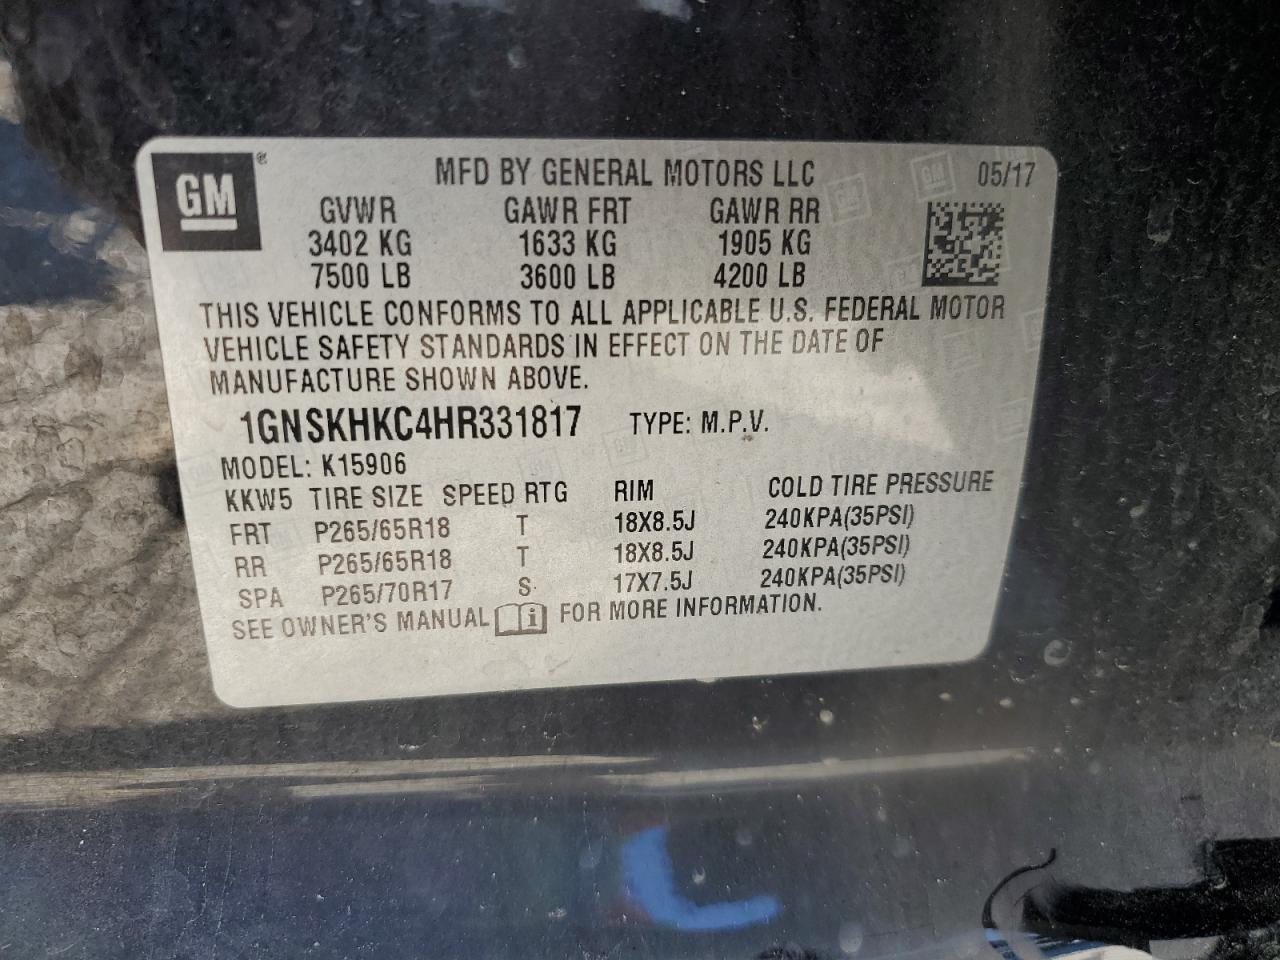 GM®
MFD BY GENERAL MOTORS LLC 05/17
GVWR GAWR FRT GAWR RR
3402 KG 1633 KG 1905 KG
7500 LB 3600 LB 4200 LB
THIS VEHICLE CONFORMS TO ALL APPLICABLE U.S. FEDERAL MOTOR
VEHICLE SAFETY STANDARDS IN EFFECT ON THE DATE OF
MANUFACTURE SHOWN ABOVE.
1GNSKHKC4HR331817 TYPE: M.P.V.
MODEL: K15906
KKW5 TIRE SIZE SPEED RTG RIM COLD TIRE PRESSURE
FRT P265/65R18 T 18X8.5J 240KPA(35PSI)
RR P265/65R18 T 18X8.5J 240KPA(35PSI)
SPA P265/70R17 S 17X7.5J 240KPA(35PSI)
SEE OWNER'S MANUAL i FOR MORE INFORMATION.